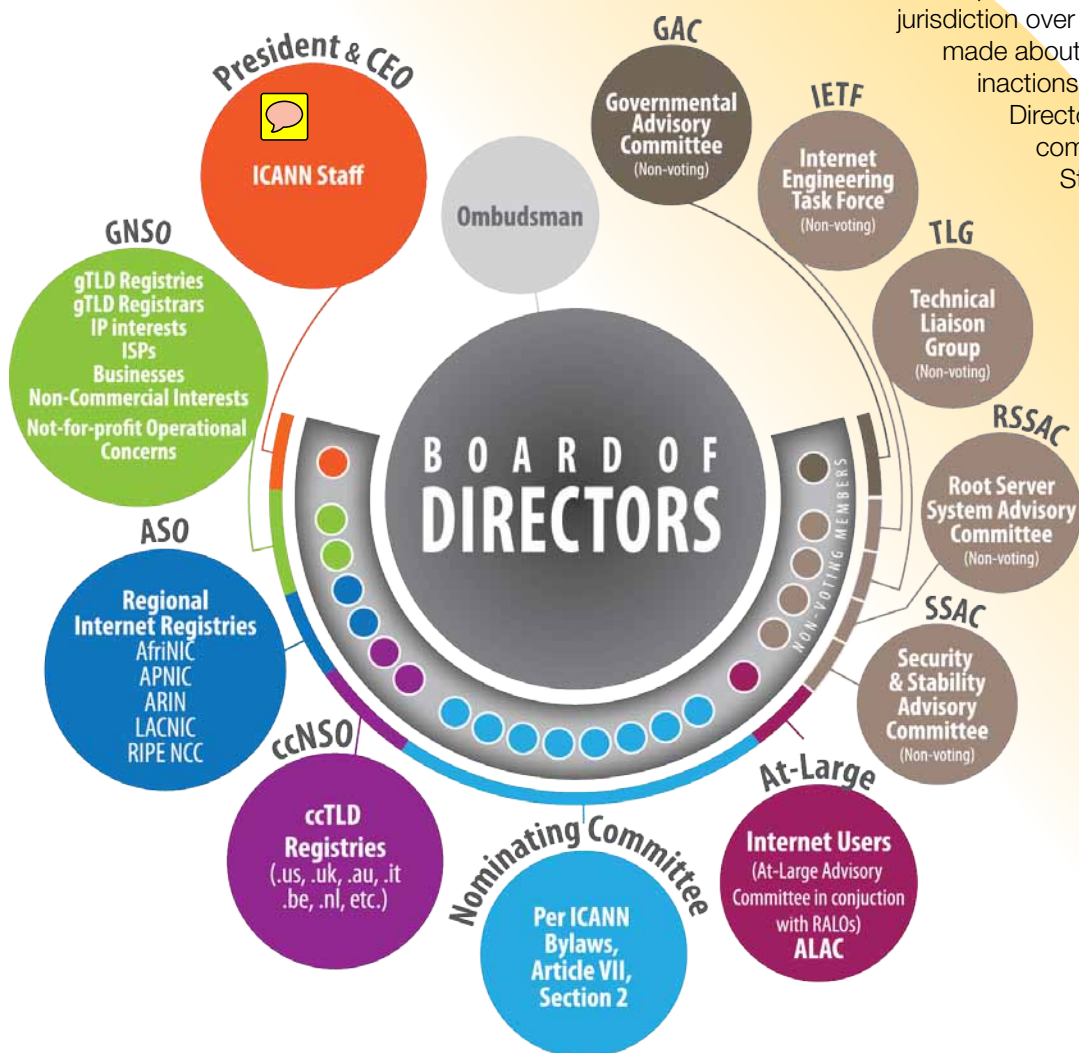 jurisdiction over
made about
inactions
Directo
com
St
President & CEO
ICANN Staff
Ombudsman
GAC
Governmental
Advisory
Committee
(Non-voting)
IETF
Internet
Engineering
Task Force
(Non-voting)
TLG
Technical
Liaison
Group
(Non-voting)
RSSAC
Root Server
System Advisory
Committee
(Non-voting)
SSAC
Security
& Stability
Advisory
Committee
(Non-voting)
GNSO
gTLD Registries
gTLD Registrars
IP interests
ISPs
Businesses
Non-Commercial Interests
Not-for-profit Operational
Concerns
BOARD OF
DIRECTORS
NON-VOTING MEMBERS
ASO
Regional
Internet Registries
AfriNIC
APNIC
ARIN
LACNIC
RIPE NCC
ccNSO
ccTLD
Registries
(.us, .uk, .au, .it
.be, .nl, etc.)
Nominating Committee
Per ICANN
Bylaws,
Article VII,
Section 2
At-Large
Internet Users
(At-Large Advisory
Committee in conjuction
with RALOs)
ALAC